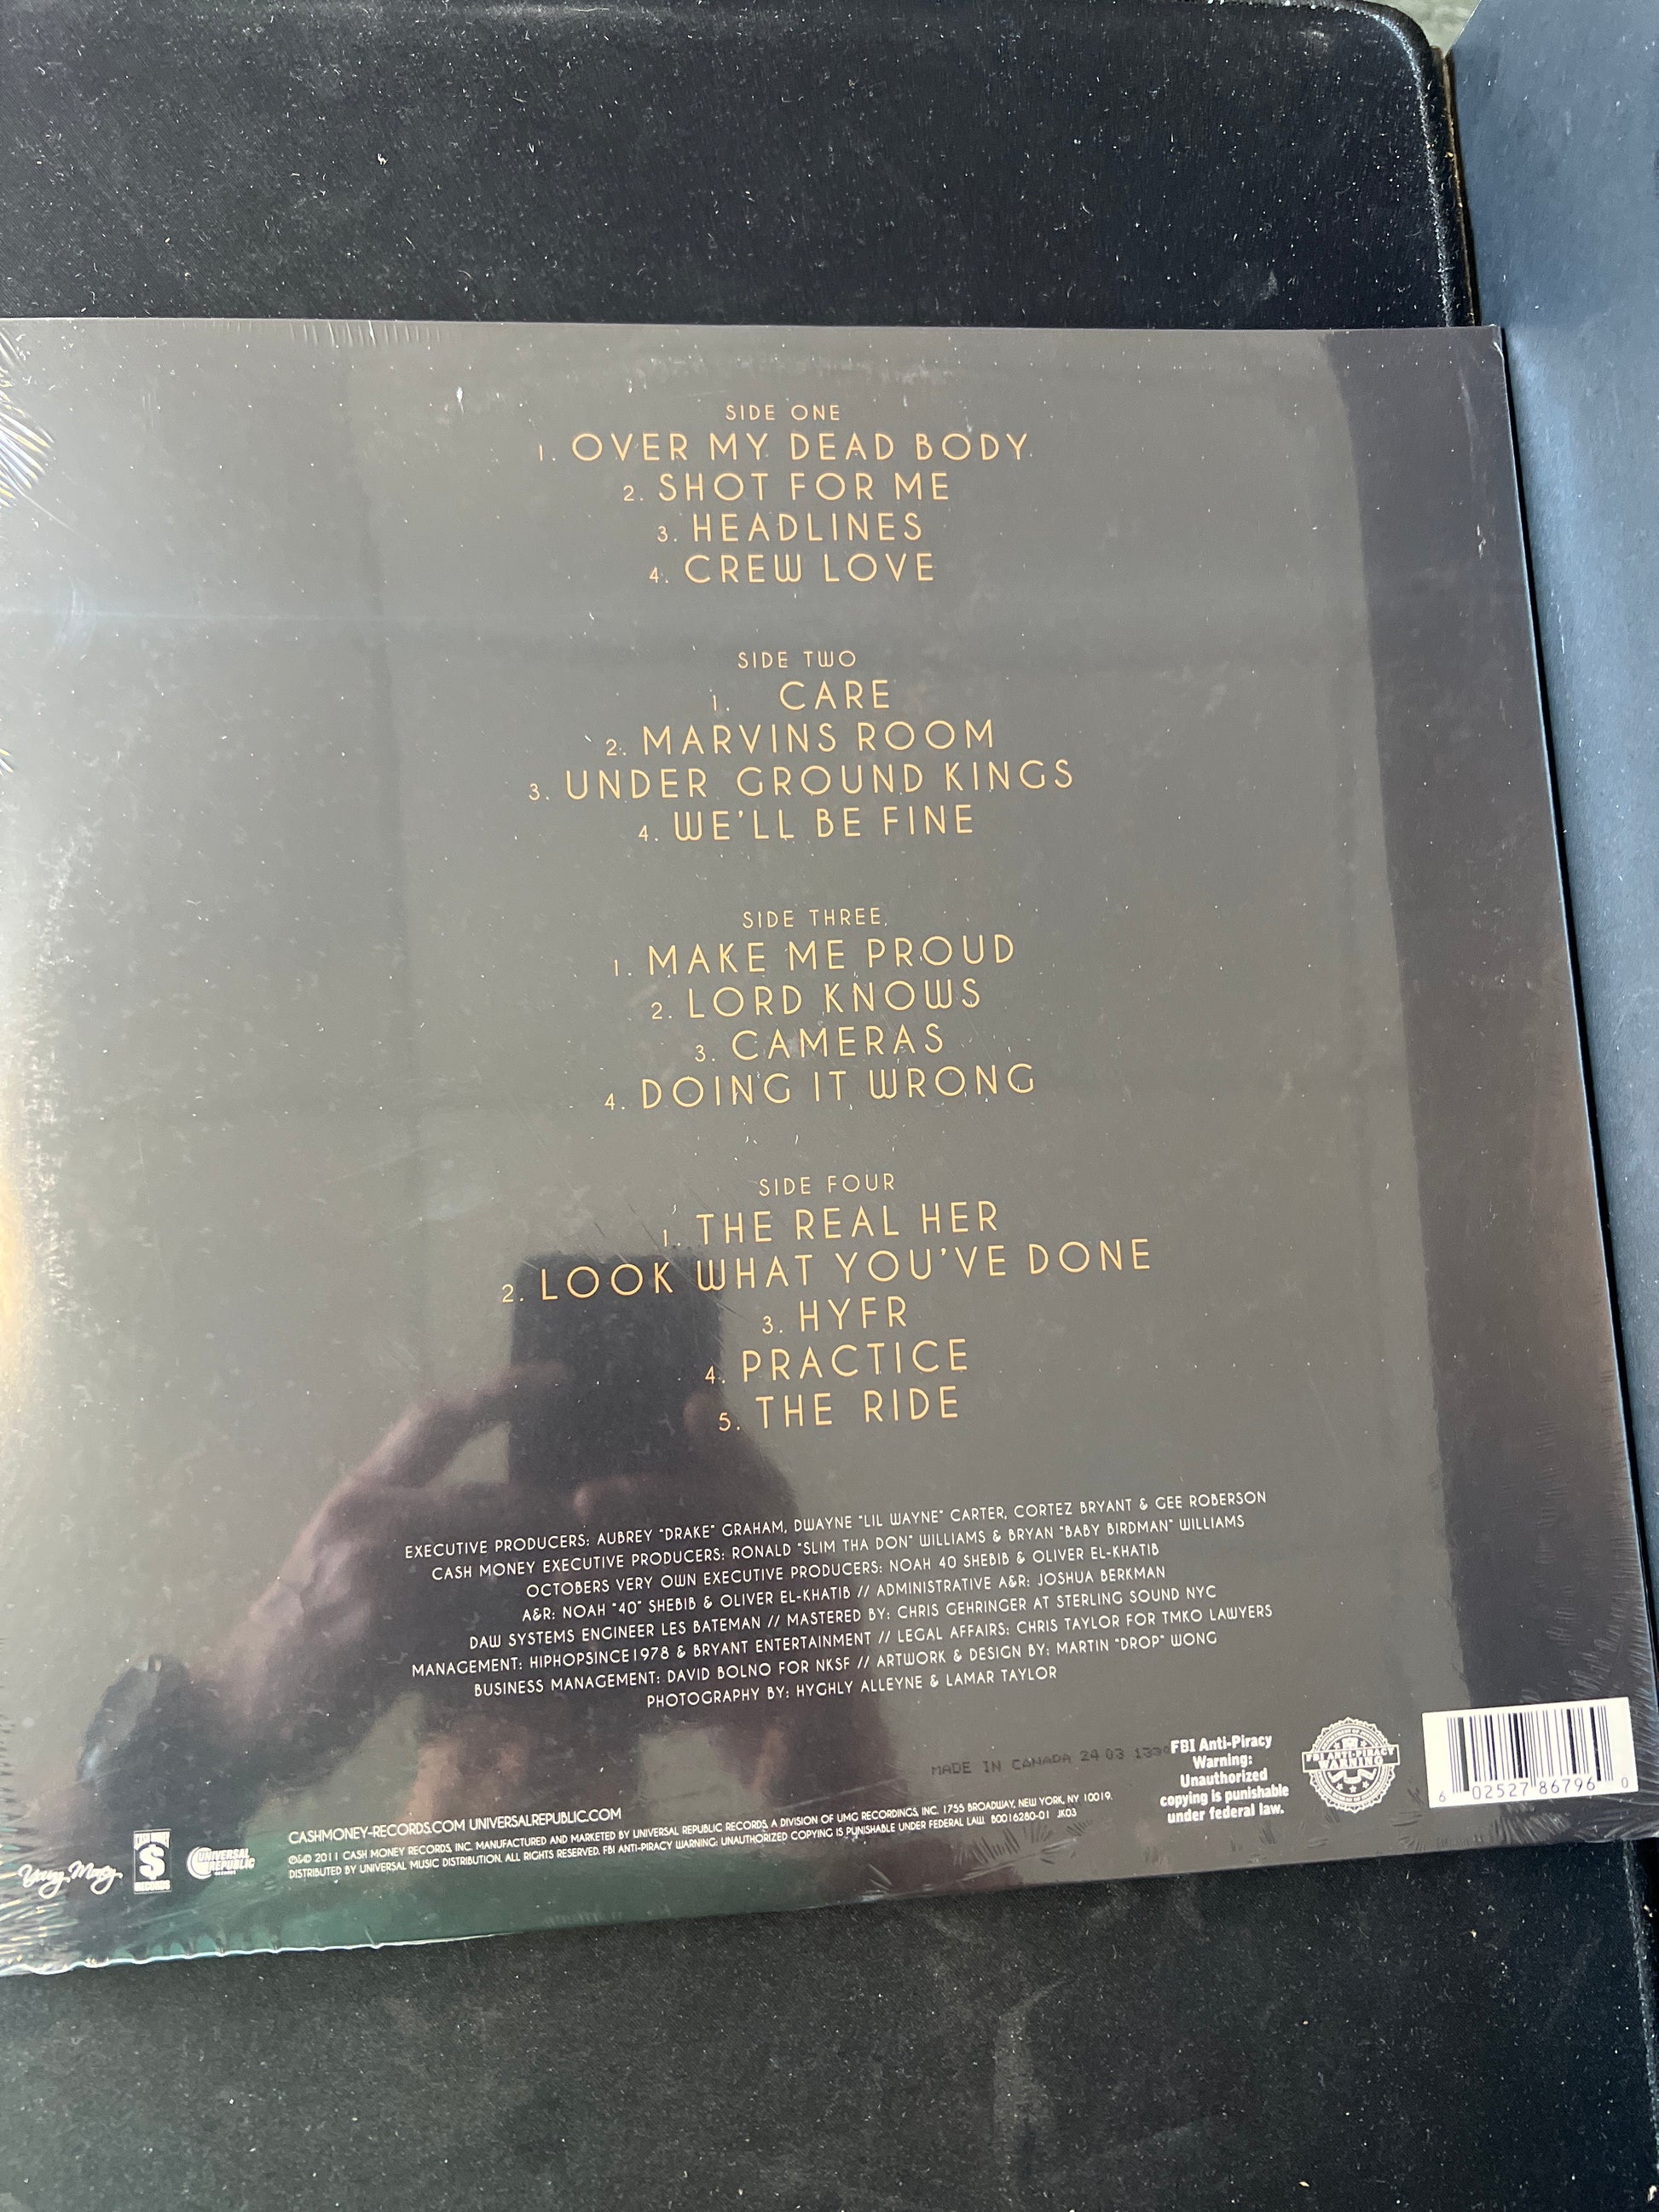 SIDE ONE
1. OVER MY DEAD BODY
2. SHOT FOR ME
3. HEADLINES
4. CREW LOVE
SIDE TWO
1. CARE
2. MARVINS ROOM
3. UNDER GROUND KINGS
4. WE'LL BE FINE
SIDE THREE
1. MAKE ME PROUD
2. LORD KNOWS
3. CAMERAS
4. DOING IT WRONG
SIDE FOUR
1. THE REAL HER
2. LOOK WHAT YOU'VE DONE
3. HYFR
4. PRACTICE
5. THE RIDE
EXECUTIVE PRODUCERS: AUBREY "DRAKE" GRAHAM, DWAYNE "LIL WAYNE" CARTER, CORTEZ BRYANT & GEE ROBERSON
CASH MONEY EXECUTIVE PRODUCERS: RONALD "SLIM THA DON" WILLIAMS & BRYAN "BABY BIRDMAN" WILLIAMS
OCTOBERS VERY OWN EXECUTIVE PRODUCERS: NOAH 40 SHEBIB & OLIVER EL-KHATIB
A&R: NOAH "40" SHEBIB & OLIVER EL-KHATIB // ADMINISTRATIVE A&R: JOSHUA BERKMAN
DAW SYSTEMS ENGINEER LES BATEMAN // MASTERED BY: CHRIS GEHRINGER AT STERLING SOUND NYC
MANAGEMENT: HIPHOPSINCE1978 & BRYANT ENTERTAINMENT // LEGAL AFFAIRS: CHRIS TAYLOR FOR TMKO LAWYERS
BUSINESS MANAGEMENT: DAVID BOLNO FOR NKSF // ARTWORK & DESIGN BY: MARTIN "DROP" WONG
PHOTOGRAPHY BY: HYGHLY ALLEYNE & LAMAR TAYLOR
MADE IN CANADA 24 03
FBI Anti-Piracy
Warning:
Unauthorized
copying is punishable
under federal law.
FBI ANTI-PIRACY
WARNING
6 02527 86796 0
Young Money
CASH MONEY
$
RECORDS
UNIVERSAL
REPUBLIC
RECORDS
CASHMONEY-RECORDS.COM UNIVERSALREPUBLIC.COM
℗&© 2011 CASH MONEY RECORDS, INC. MANUFACTURED AND MARKETED BY UNIVERSAL REPUBLIC RECORDS, A DIVISION OF UMG RECORDINGS, INC. 1755 BROADWAY, NEW YORK, NY 10019.
DISTRIBUTED BY UNIVERSAL MUSIC DISTRIBUTION. ALL RIGHTS RESERVED. FBI ANTI-PIRACY WARNING: UNAUTHORIZED COPYING IS PUNISHABLE UNDER FEDERAL LAW. B0016280-01 JK03